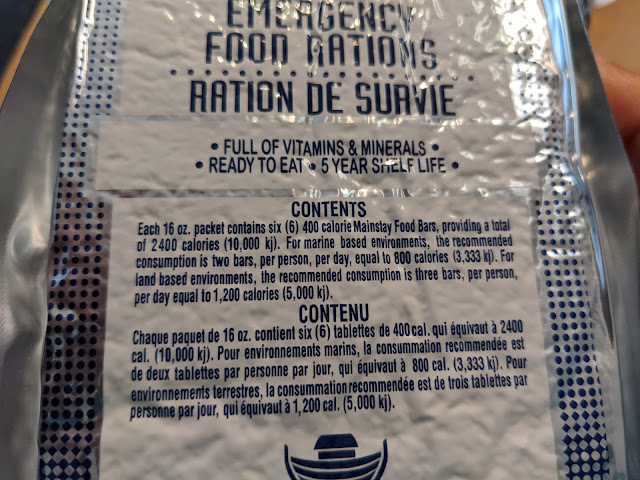 EMERGENCY
FOOD RATIONS
RATION DE SURVIE
• FULL OF VITAMINS & MINERALS •
• READY TO EAT • 5 YEAR SHELF LIFE •
CONTENTS
Each 16 oz. packet contains six (6) 400 calorie Mainstay Food Bars, providing a total
of 2400 calories (10,000 kj). For marine based environments, the recommended
consumption is two bars, per person, per day, equal to 800 calories (3,333 kj). For
land based environments, the recommended consumption is three bars, per person,
per day equal to 1,200 calories (5,000 kj).
CONTENU
Chaque paquet de 16 oz. contient six (6) tablettes de 400 cal. qui équivaut à 2400
cal. (10,000 kj). Pour environnements marins, la consummation recommandée est
de deux tablettes par personne par jour, qui équivaut à 800 cal. (3,333 kj). Pour
environnements terrestres, la consummation recommandée est de trois tablettes par
personne par jour, qui équivaut à 1,200 cal. (5,000 kj).